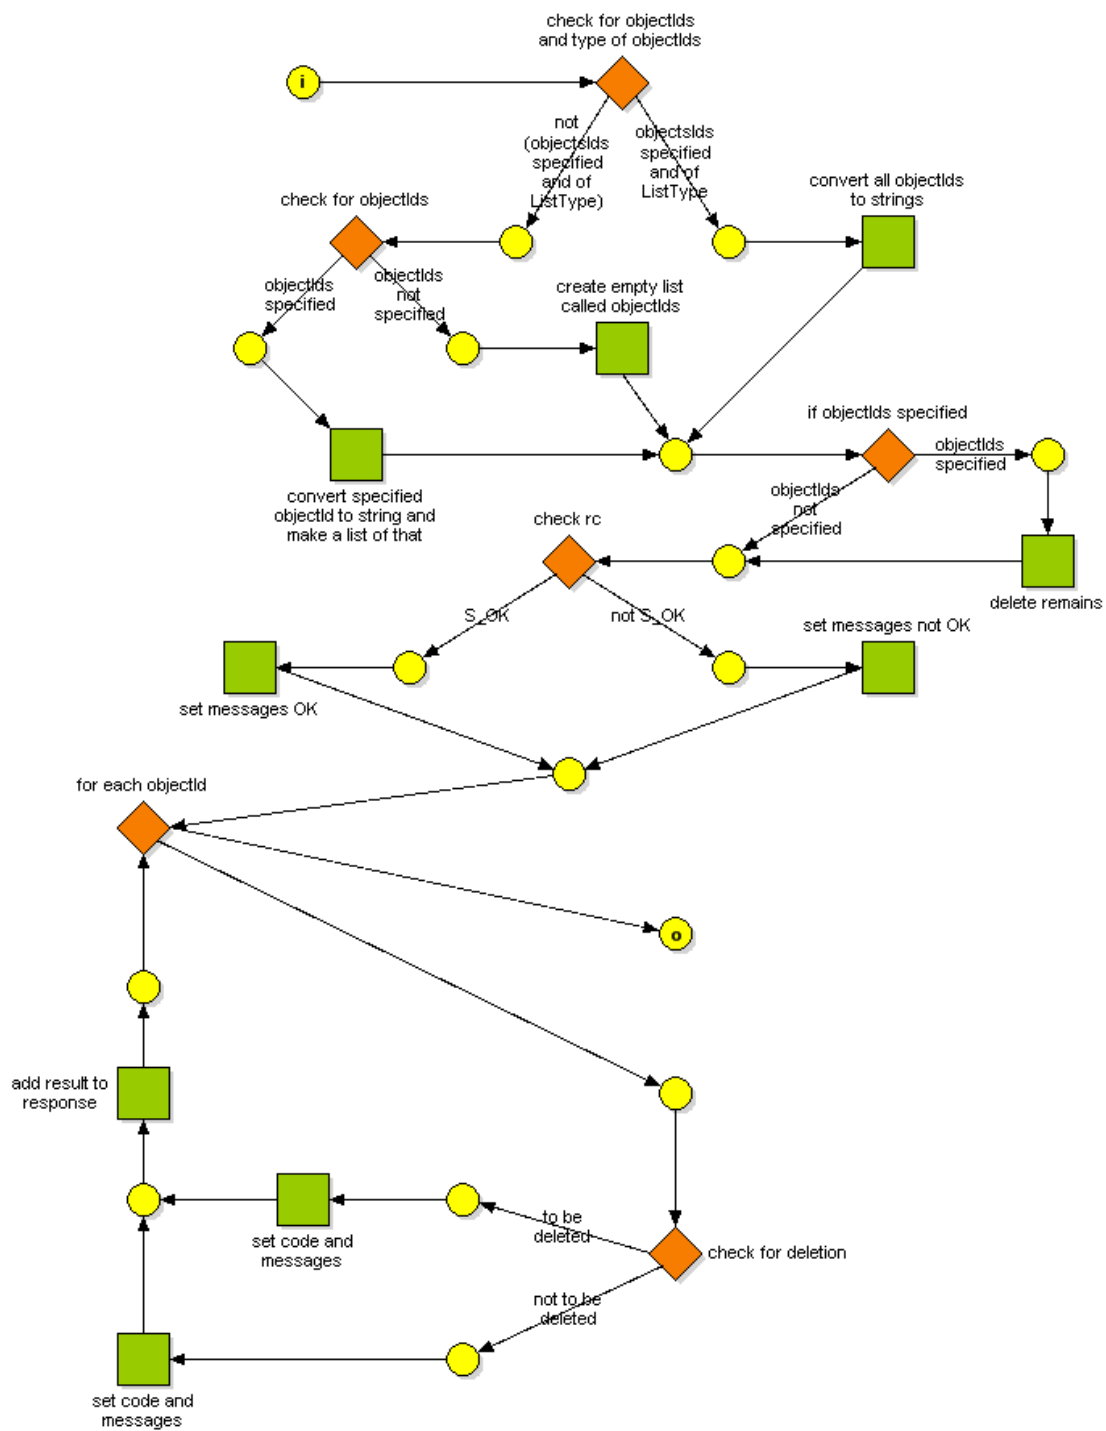 check for objectIds
and type of objectIds
i
not
(objectsIds
specified
and of
ListType)
objectsIds
specified
and of
ListType
convert all objectIds
to strings
check for objectIds
objectIds
specified
objectIds
not
specified
create empty list
called objectIds
if objectIds specified
objectIds
specified
objectIds
not
specified
convert specified
objectId to string and
make a list of that
check rc
delete remains
S_OK
not S_OK
set messages not OK
set messages OK
for each objectId
o
add result to
response
to be
deleted
set code and
messages
check for deletion
not to be
deleted
set code and
messages